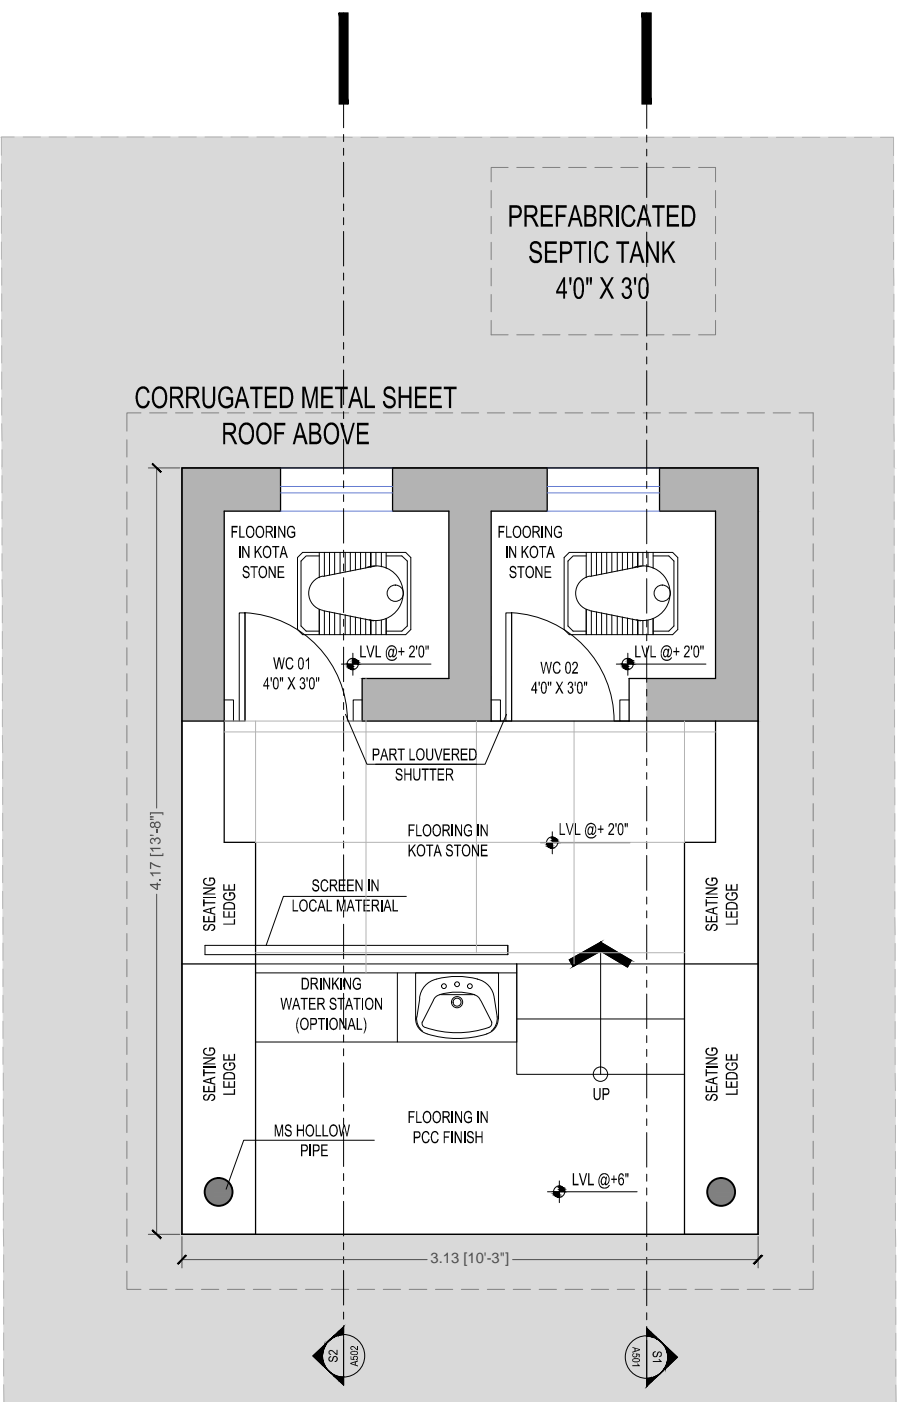 PREFABRICATED
SEPTIC TANK
4'0" X 3'0
CORRUGATED METAL SHEET
ROOF ABOVE
FLOORING
IN KOTA
STONE
FLOORING
IN KOTA
STONE
LVL @+ 2'0"
LVL @+ 2'0"
WC 01
4'0" X 3'0"
WC 02
4'0" X 3'0"
PART LOUVERED
SHUTTER
FLOORING IN
KOTA STONE
LVL @+ 2'0"
4.17 [13'-8"]
SEATING
LEDGE
SCREEN IN
LOCAL MATERIAL
SEATING
LEDGE
DRINKING
WATER STATION
(OPTIONAL)
SEATING
LEDGE
SEATING
LEDGE
UP
FLOORING IN
PCC FINISH
MS HOLLOW
PIPE
LVL @+6"
3.13 [10'-3"]
S2
A502
A501
S1